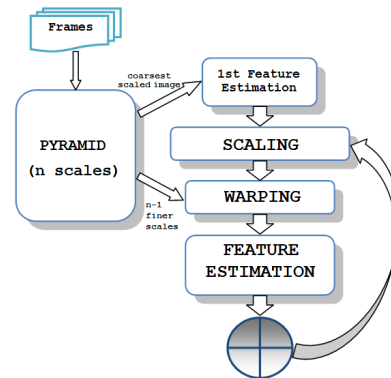 Frames
coarsest
scaled image
1st Feature
Estimation
PYRAMID
(n scales)
SCALING
WARPING
n-1
finer
scales
FEATURE
ESTIMATION